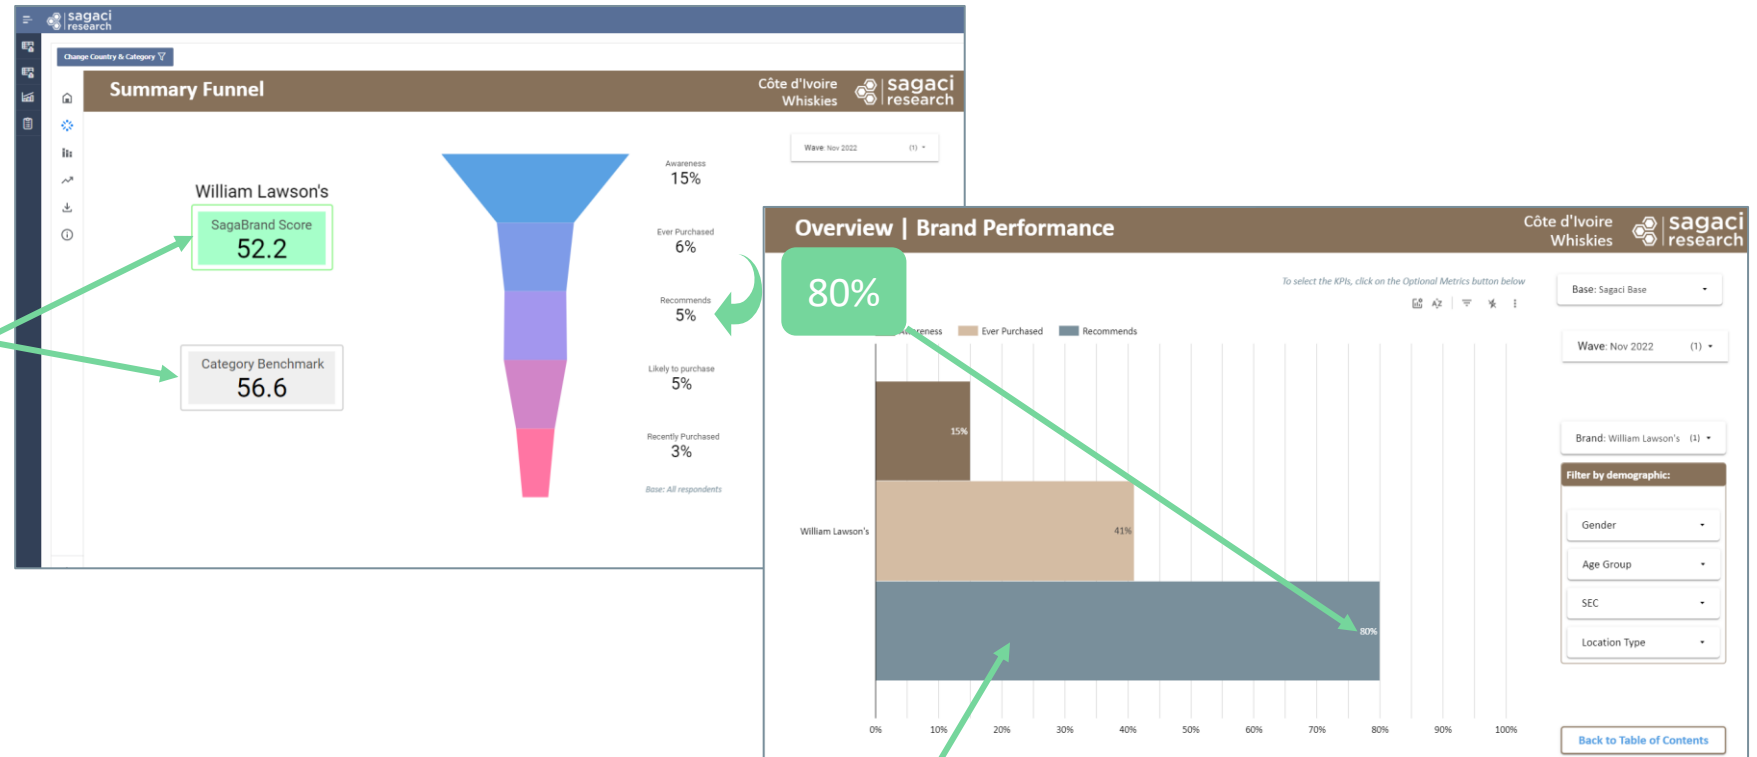 sagaci
research
Change Country & Category
Summary Funnel
Côte d'Ivoire
Whiskies
sagaci
research
Wave: Nov 2022 (1)
William Lawson's
SagaBrand Score
52.2
Category Benchmark
56.6
Awareness
15%
Ever Purchased
6%
Recommends
5%
Likely to purchase
5%
Recently Purchased
3%
Base: All respondents
Overview | Brand Performance
Côte d'Ivoire
Whiskies
sagaci
research
80%
To select the KPIs, click on the Optional Metrics button below
Awareness Ever Purchased Recommends
15%
41%
80%
William Lawson's
0% 10% 20% 30% 40% 50% 60% 70% 80% 90% 100%
Base: Sagaci Base
Wave: Nov 2022 (1)
Brand: William Lawson's (1)
Filter by demographic:
Gender
Age Group
SEC
Location Type
Back to Table of Contents